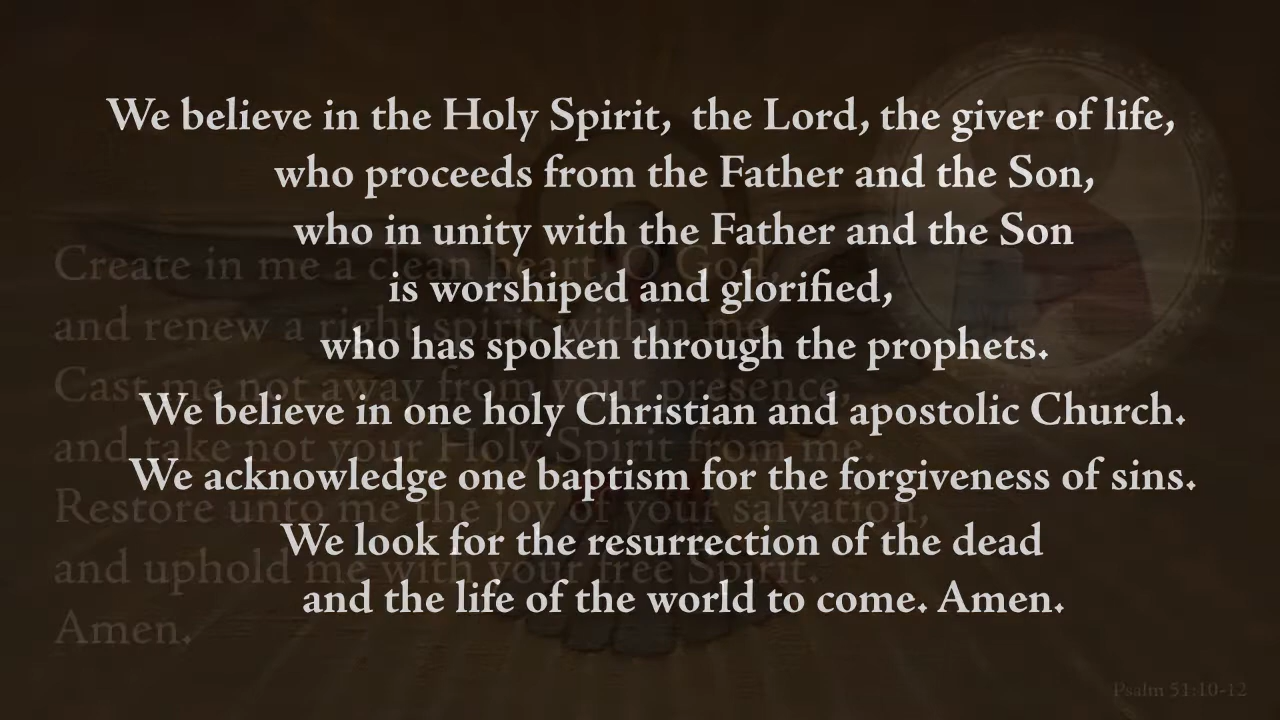 We believe in the Holy Spirit, the Lord, the giver of life,
who proceeds from the Father and the Son,
who in unity with the Father and the Son
is worshiped and glorified,
who has spoken through the prophets.
We believe in one holy Christian and apostolic Church.
We acknowledge one baptism for the forgiveness of sins.
We look for the resurrection of the dead
and the life of the world to come. Amen.
Create in me a clean heart, O God,
and renew a right spirit within me.
Cast me not away from your presence,
and take not your Holy Spirit from me.
Restore unto me the joy of your salvation,
and uphold me with your free Spirit.
Amen.
Psalm 51:10-12